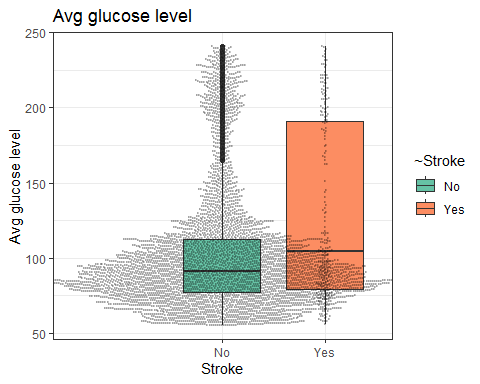 Avg glucose level
250
200
150
100
50
Avg glucose level
No
Yes
Stroke
~Stroke
No
Yes